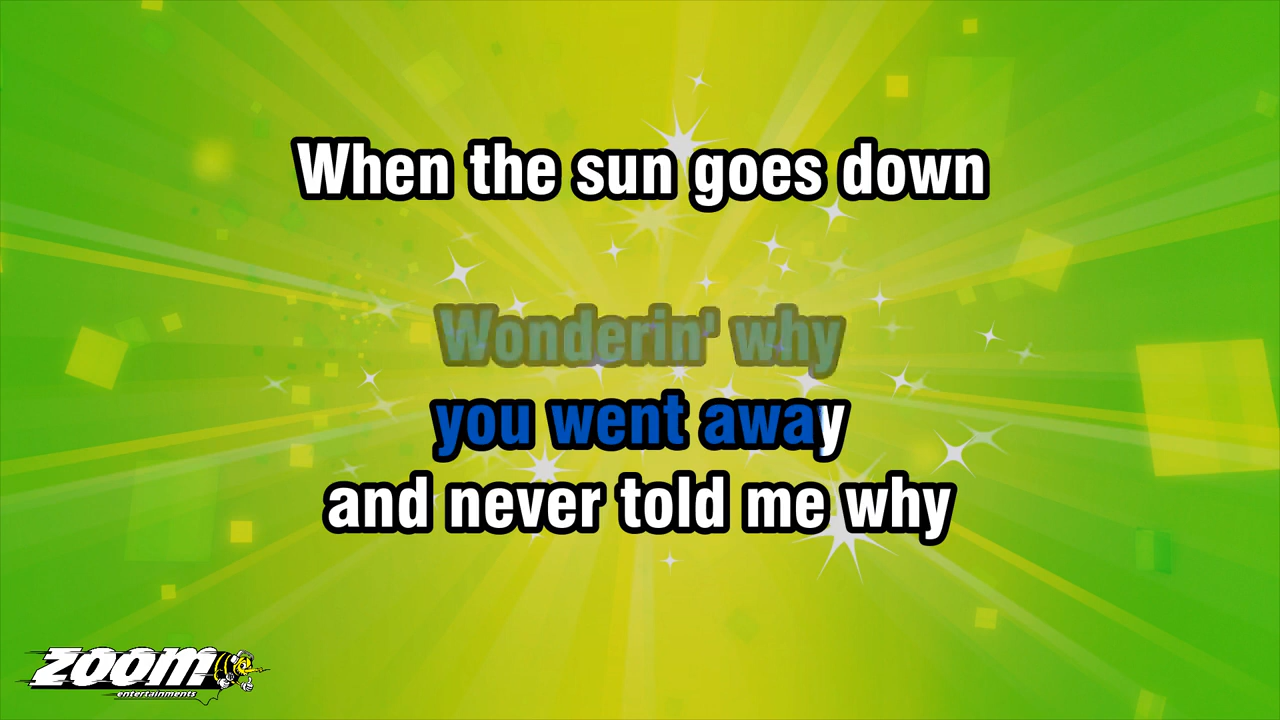 When the sun goes down
Wonderin' why
you went away
and never told me why
ZOOM
entertainments